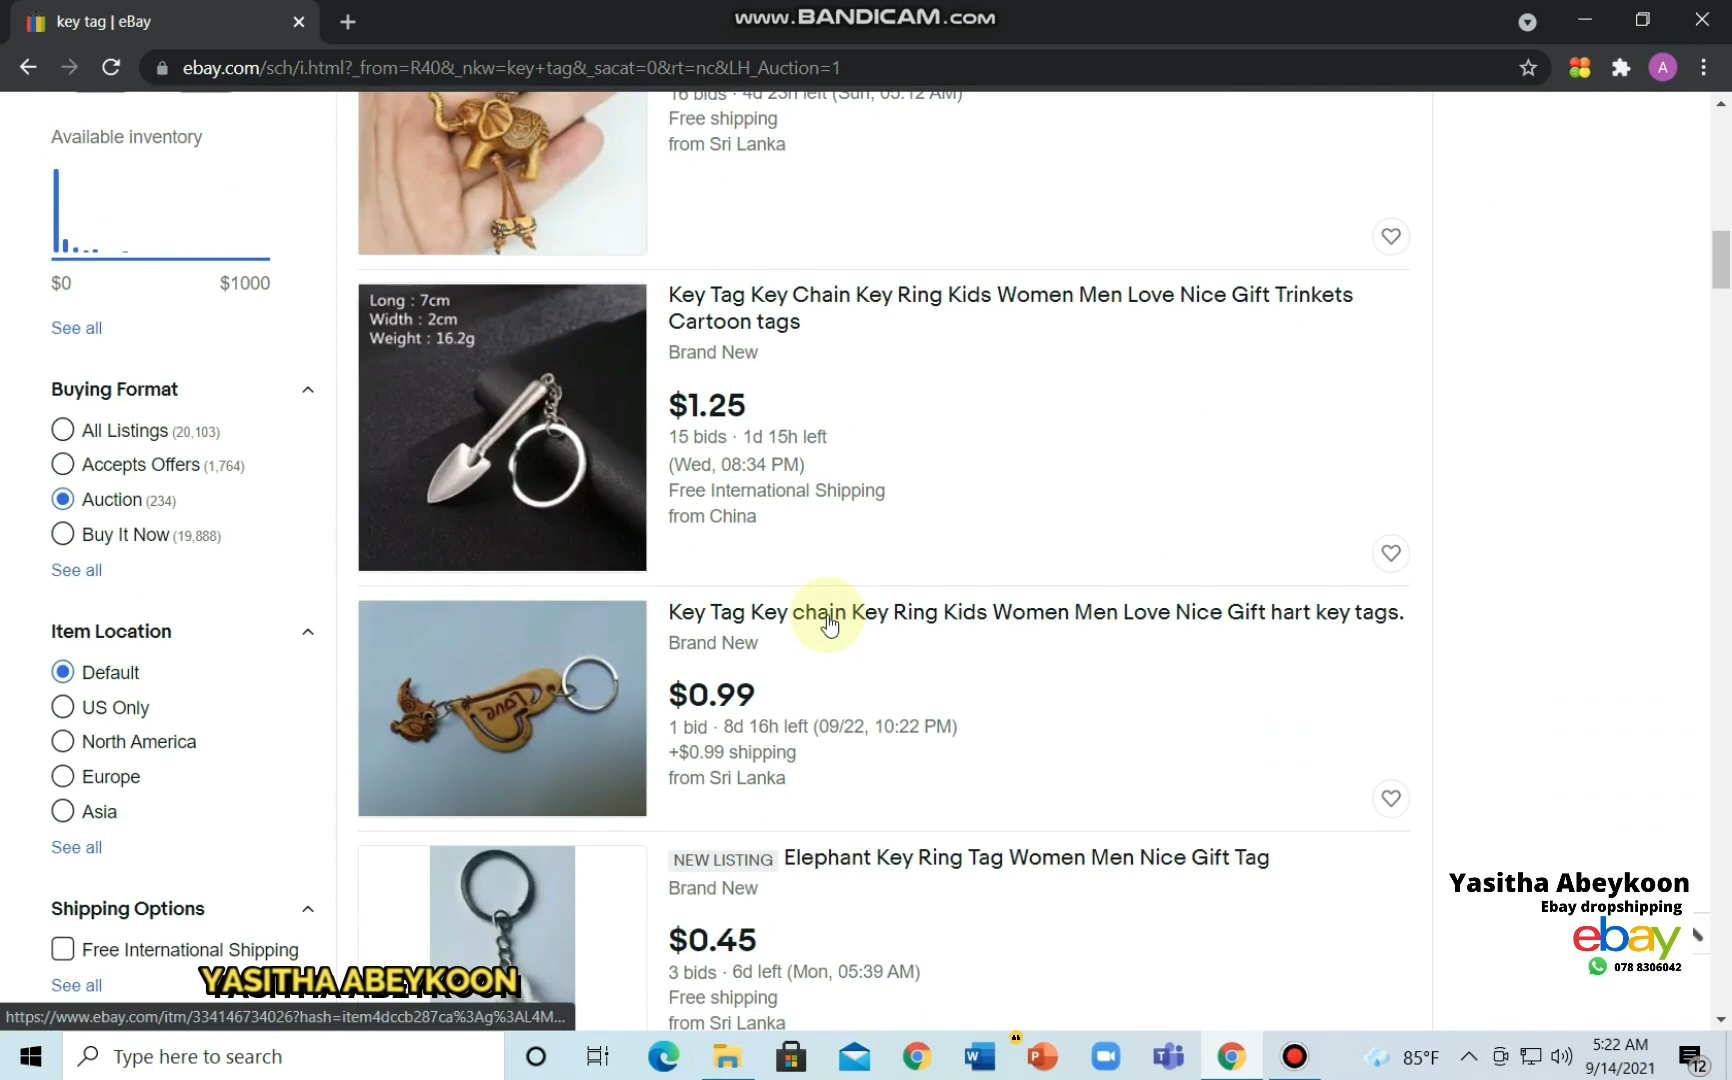 key tag | eBay
www.BANDICAM.com
ebay.com/sch/i.html?_from=R40&_nkw=key+tag&_sacat=0&rt=nc&LH_Auction=1
A
16 bids · 4d 23h left (Sun, 05:12 AM)
Free shipping
from Sri Lanka
Available inventory
$0
$1000
See all
Buying Format
All Listings (20,103)
Accepts Offers (1,764)
Auction (234)
Buy It Now (19,888)
See all
Item Location
Default
US Only
North America
Europe
Asia
See all
Shipping Options
Free International Shipping
See all
Long : 7cm
Width : 2cm
Weight : 16.2g
Key Tag Key Chain Key Ring Kids Women Men Love Nice Gift Trinkets
Cartoon tags
Brand New
$1.25
15 bids · 1d 15h left
(Wed, 08:34 PM)
Free International Shipping
from China
Key Tag Key chain Key Ring Kids Women Men Love Nice Gift hart key tags.
Brand New
$0.99
1 bid · 8d 16h left (09/22, 10:22 PM)
+$0.99 shipping
from Sri Lanka
Love
NEW LISTING Elephant Key Ring Tag Women Men Nice Gift Tag
Brand New
$0.45
3 bids · 6d left (Mon, 05:39 AM)
Free shipping
from Sri Lanka
Yasitha Abeykoon
Ebay dropshipping
ebay
078 8306042
YASITHA ABEYKOON
https://www.ebay.com/itm/334146734026?hash=item4dccb287ca%3Ag%3AL4M...
Type here to search
85°F
5:22 AM
9/14/2021
12